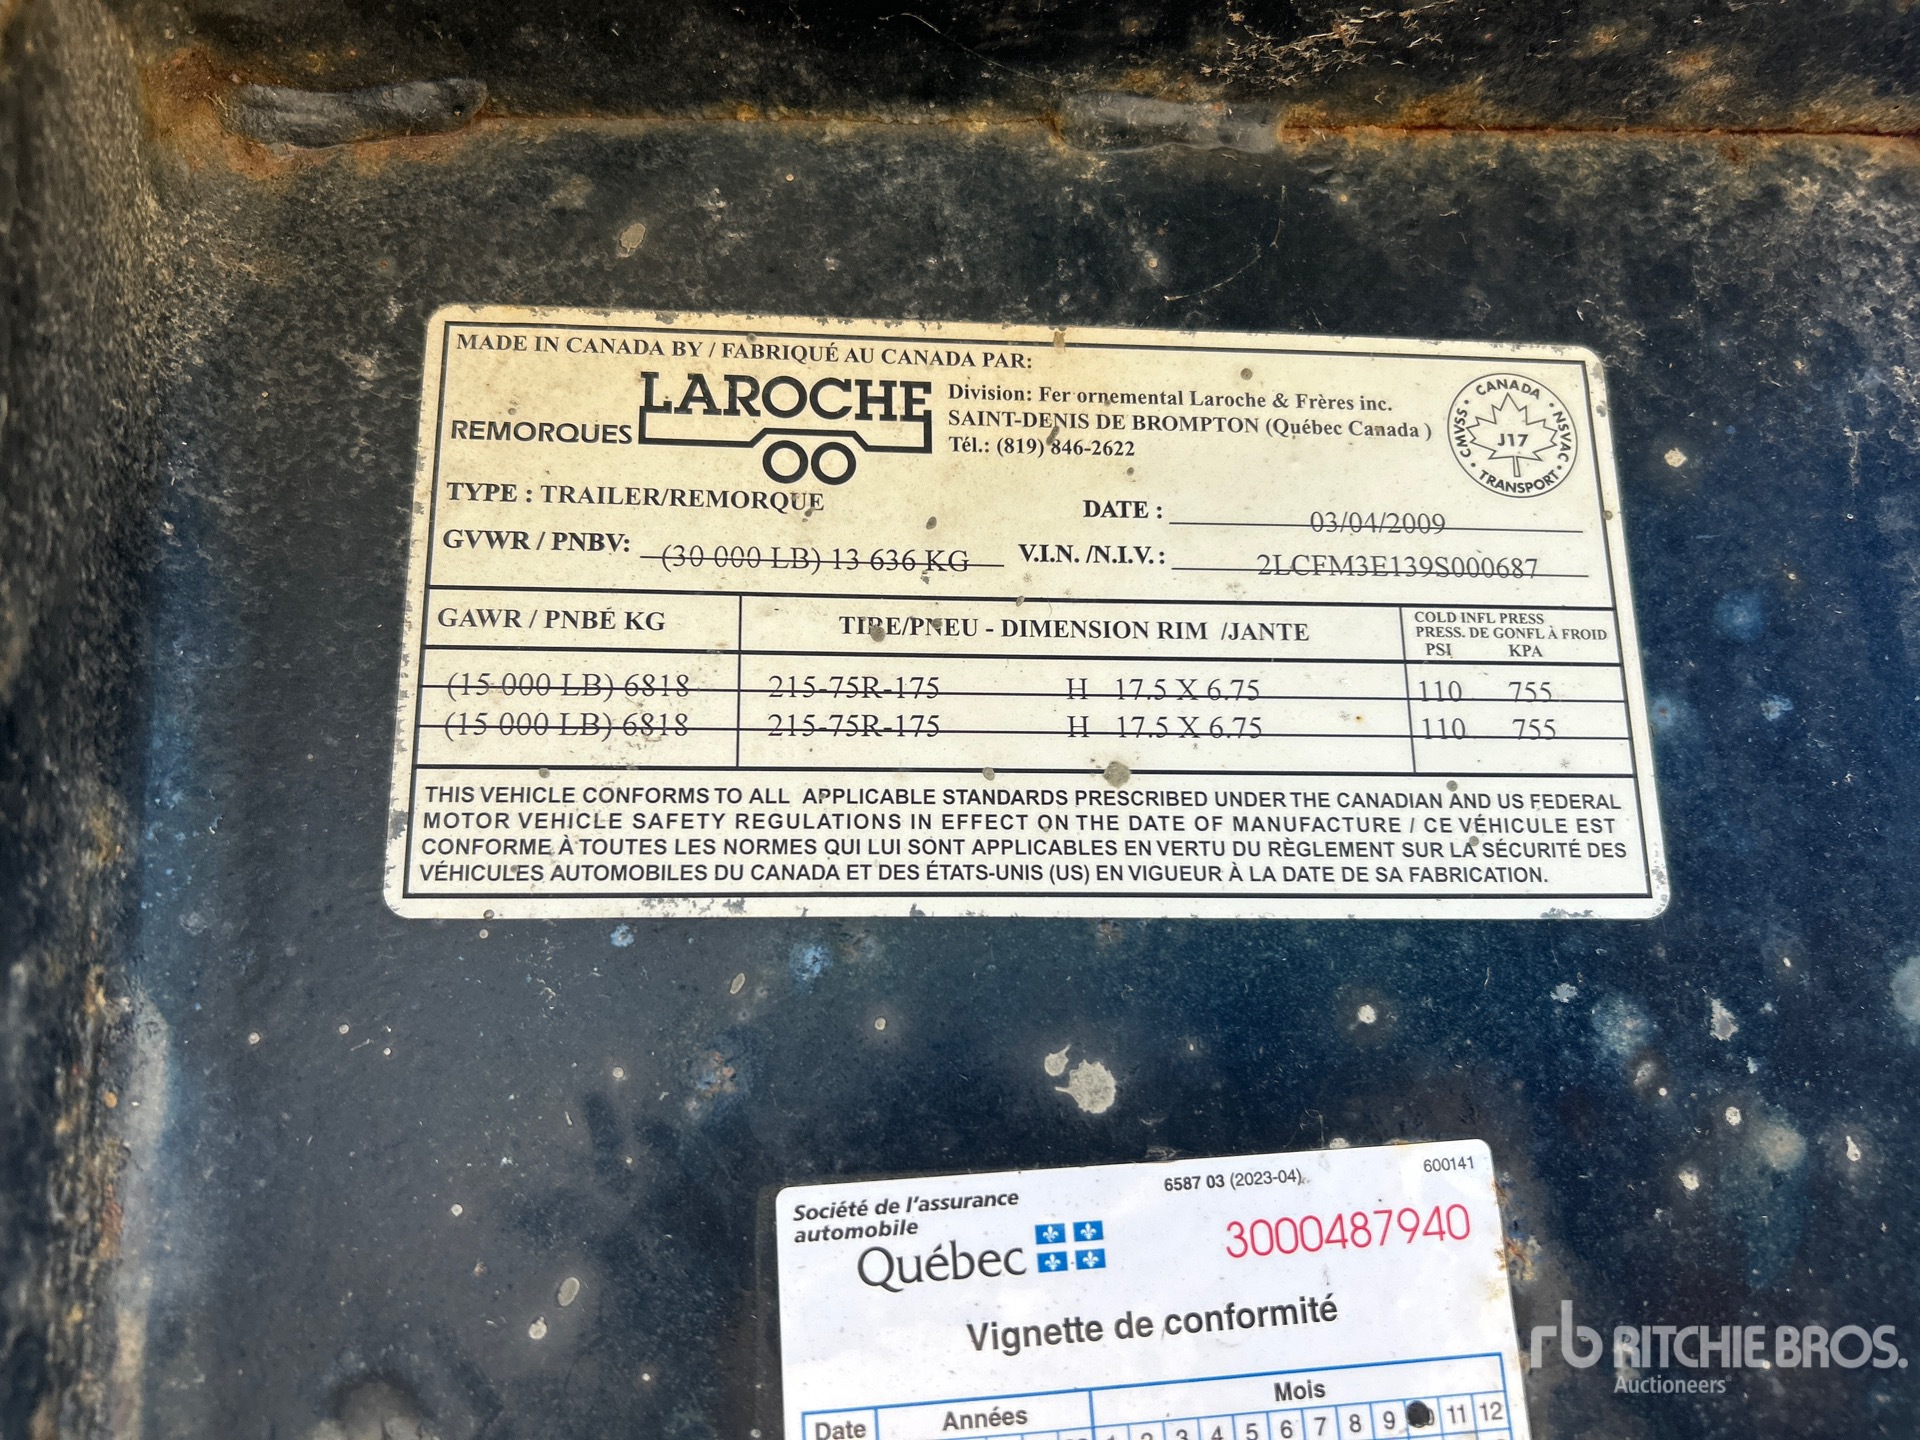 MADE IN CANADA BY / FABRIQUÉ AU CANADA PAR:
REMORQUES LAROCHE
Division: Fer ornemental Laroche & Frères inc.
SAINT-DENIS DE BROMPTON (Québec Canada )
Tél.: (819) 846-2622
CANADA • NSVAC • TRANSPORT • CMVSS •
J17
TYPE : TRAILER/REMORQUE
DATE : 03/04/2009
GVWR / PNBV: (30 000 LB) 13 636 KG V.I.N. /N.I.V. : 2LCFM3E139S000687
GAWR / PNBÉ KG TIRE/PNEU - DIMENSION RIM /JANTE COLD INFL PRESS
PRESS. DE GONFL À FROID
PSI KPA
(15 000 LB) 6818 215-75R-175 H 17.5 X 6.75 110 755
(15 000 LB) 6818 215-75R-175 H 17.5 X 6.75 110 755
THIS VEHICLE CONFORMS TO ALL APPLICABLE STANDARDS PRESCRIBED UNDER THE CANADIAN AND US FEDERAL
MOTOR VEHICLE SAFETY REGULATIONS IN EFFECT ON THE DATE OF MANUFACTURE / CE VÉHICULE EST
CONFORME À TOUTES LES NORMES QUI LUI SONT APPLICABLES EN VERTU DU RÈGLEMENT SUR LA SÉCURITÉ DES
VÉHICULES AUTOMOBILES DU CANADA ET DES ÉTATS-UNIS (US) EN VIGUEUR À LA DATE DE SA FABRICATION.
6587 03 (2023-04) 600141
Société de l'assurance
automobile
Québec
3000487940
Vignette de conformité
Mois
Date Années
1 2 3 4 5 6 7 8 9 11 12
rb RITCHIE BROS.
Auctioneers